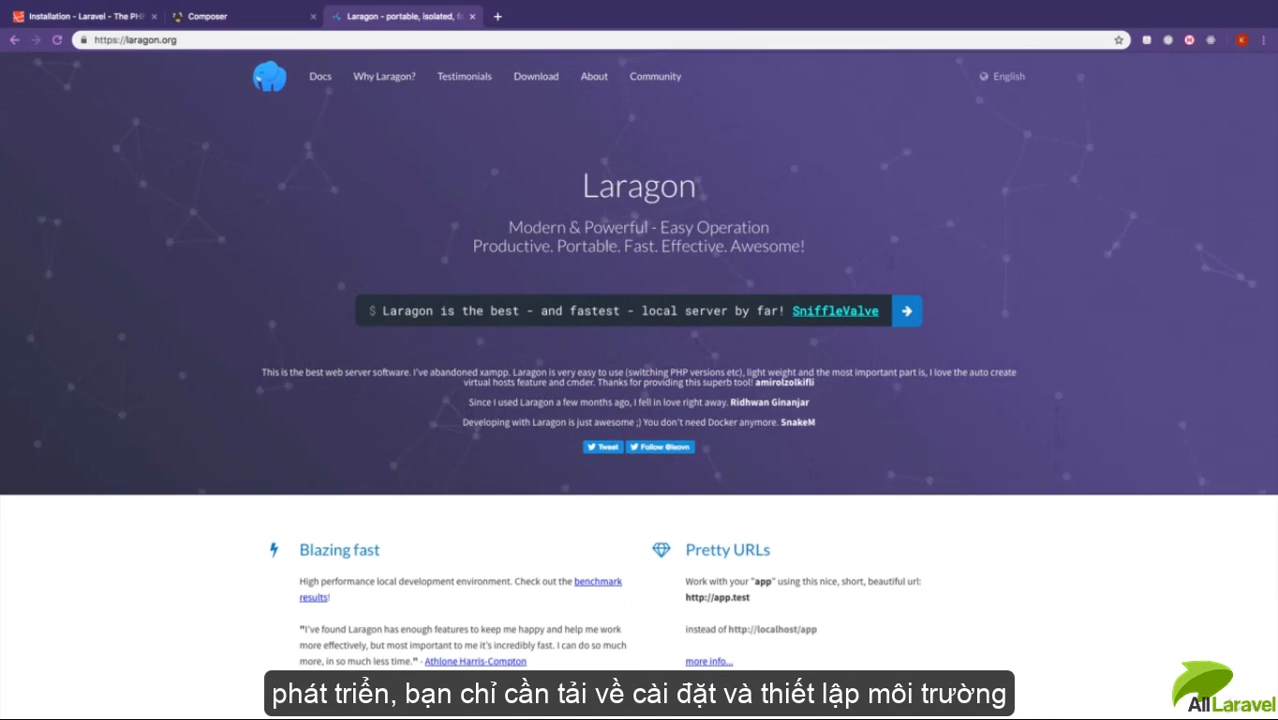 Installation - Laravel - The PH
Composer
Laragon - portable, isolated, fa
https://laragon.org
Docs
Why Laragon?
Testimonials
Download
About
Community
English
Laragon
Modern & Powerful - Easy Operation
Productive. Portable. Fast. Effective. Awesome!
$ Laragon is the best - and fastest - local server by far! SniffleValve
This is the best web server software. I've abandoned xampp. Laragon is very easy to use (switching PHP versions etc), light weight and the most important part is, I love the auto create
virtual hosts feature and cmder. Thanks for providing this superb tool! amirolzolkifli
Since I used Laragon a few months ago, I fell in love right away. Ridhwan Ginanjar
Developing with Laragon is just awesome ;) You don't need Docker anymore. SnakeM
Tweet
Follow @leovn
Blazing fast
High performance local development environment. Check out the benchmark
results!
"I've found Laragon has enough features to keep me happy and help me work
more effectively, but most important to me it's incredibly fast. I can do so much
more, in so much less time." - Athlone Harris-Compton
Pretty URLs
Work with your "app" using this nice, short, beautiful url:
http://app.test
instead of http://localhost/app
more info...
phát triển, bạn chỉ cần tải về cài đặt và thiết lập môi trường
All Laravel